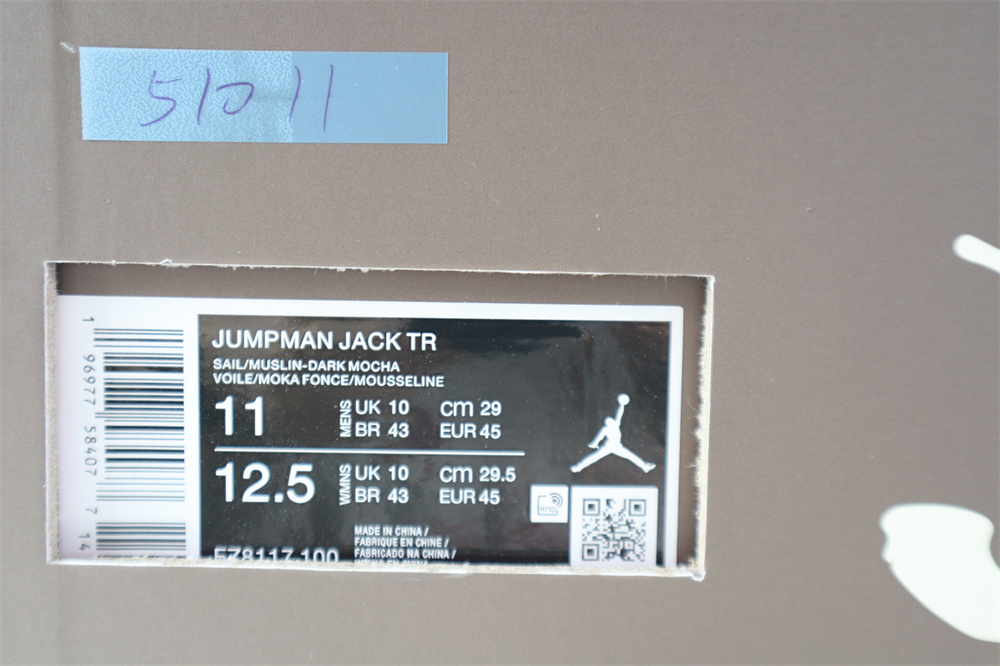 51011
JUMPMAN JACK TR
SAIL/MUSLIN-DARK MOCHA
VOILE/MOKA FONCE/MOUSSELINE
11 MENS UK 10 CM 29
BR 43 EUR 45
12.5 WMNS UK 10 CM 29.5
BR 43 EUR 45
MADE IN CHINA /
FABRIQUE EN CHINE /
FABRICADO NA CHINA /
FZ8117-100
1 96977 58407 7 14